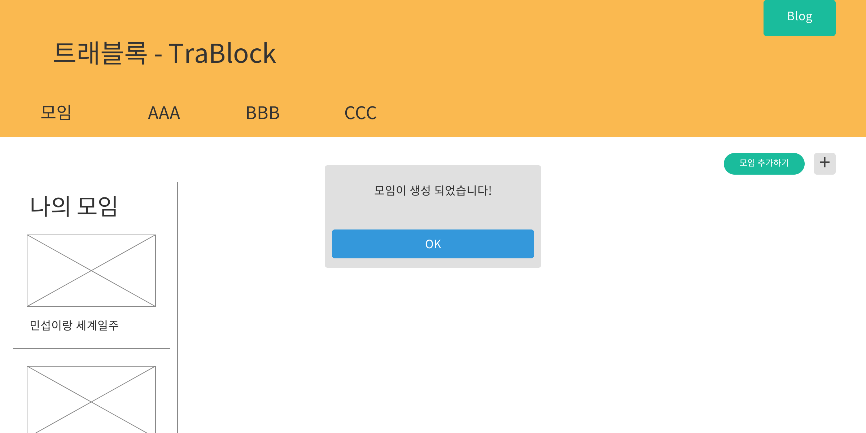 Blog
트래블록 - TraBlock
모임 AAA BBB CCC
모임 추가하기 +
모임이 생성 되었습니다!
나의 모임
OK
민섭이랑 세계일주